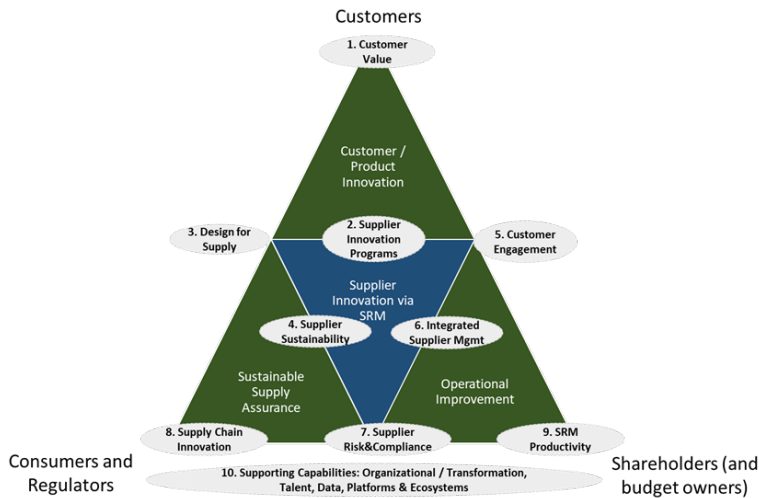 Customers
1. Customer
Value
Customer /
Product
Innovation
3. Design for
Supply
2. Supplier
Innovation
Programs
5. Customer
Engagement
Supplier
Innovation via
SRM
4. Supplier
Sustainability
6. Integrated
Supplier Mgmt
Sustainable
Supply
Assurance
Operational
Improvement
8. Supply Chain
Innovation
7. Supplier
Risk&Compliance
9. SRM
Productivity
Consumers and
Regulators
10. Supporting Capabilities: Organizational / Transformation,
Talent, Data, Platforms & Ecosystems
Shareholders (and
budget owners)